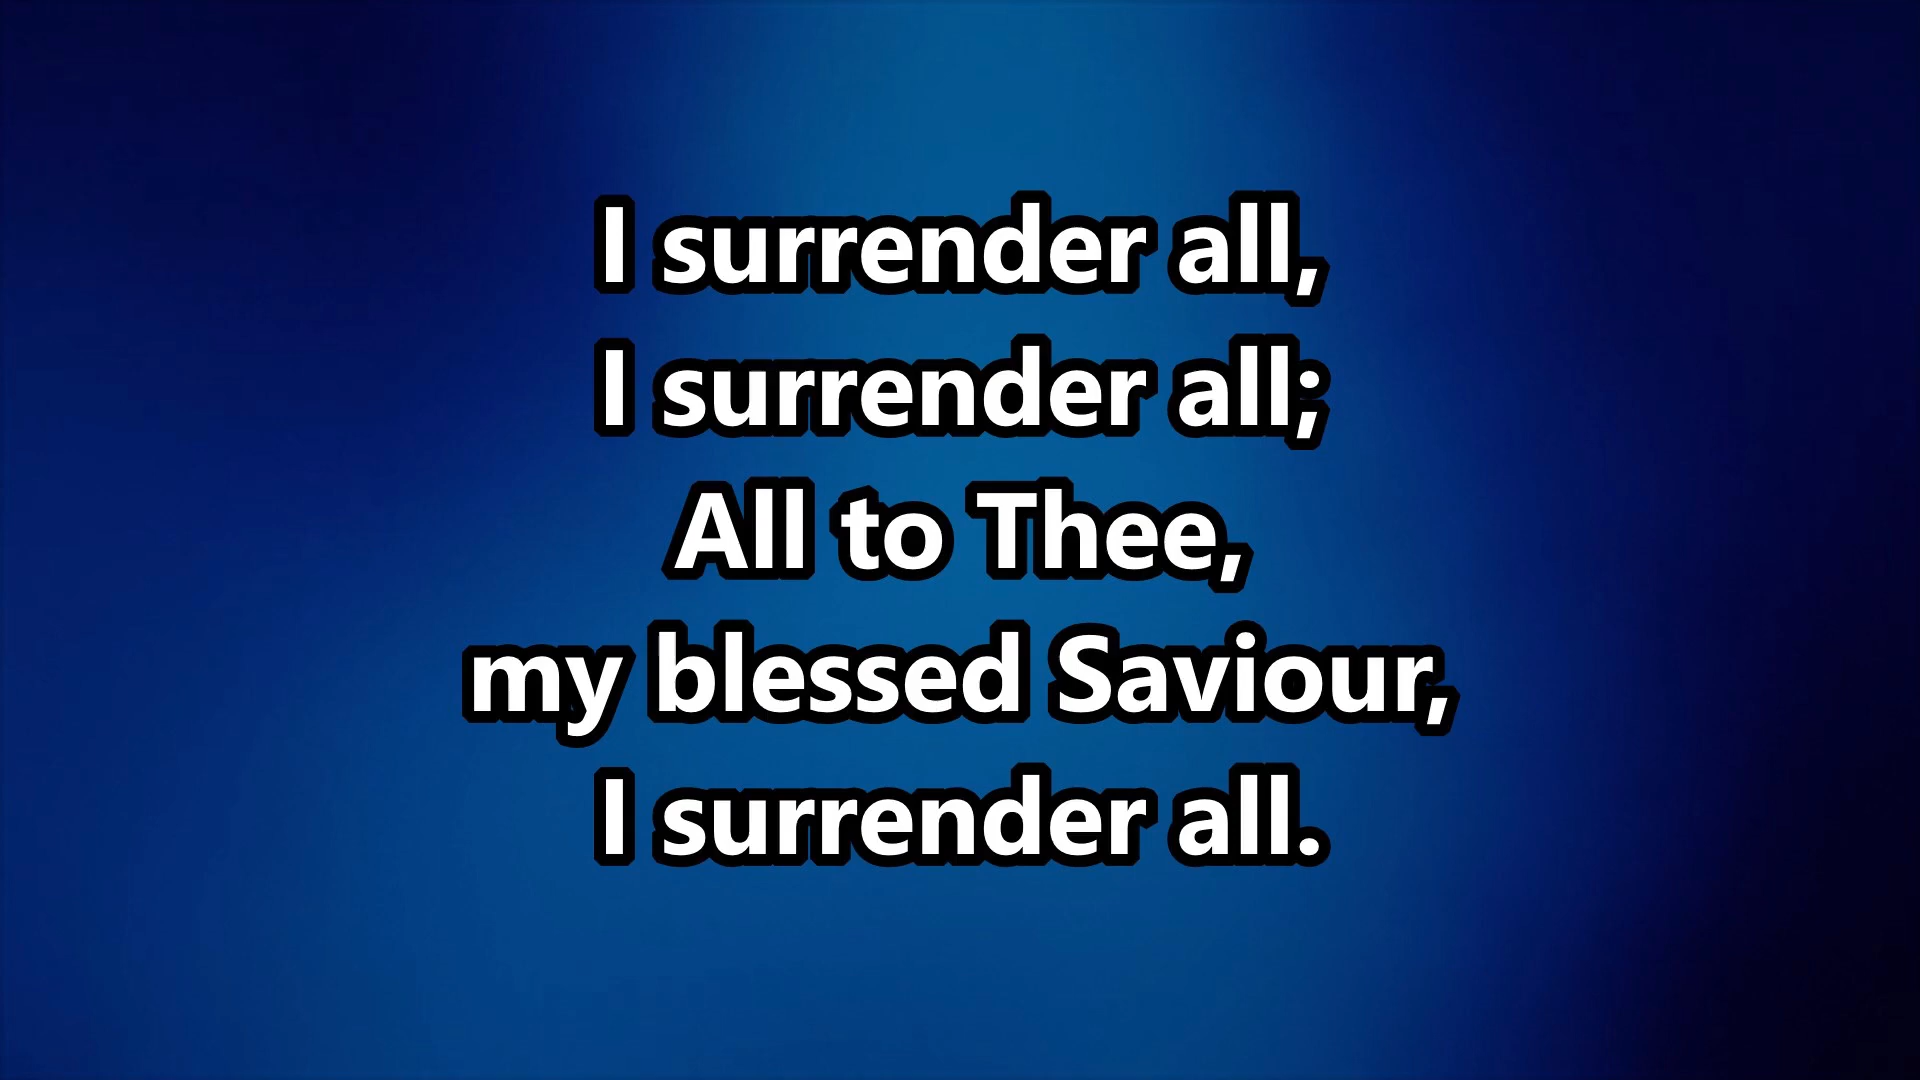 I surrender all,
I surrender all;
All to Thee,
my blessed Saviour,
I surrender all.